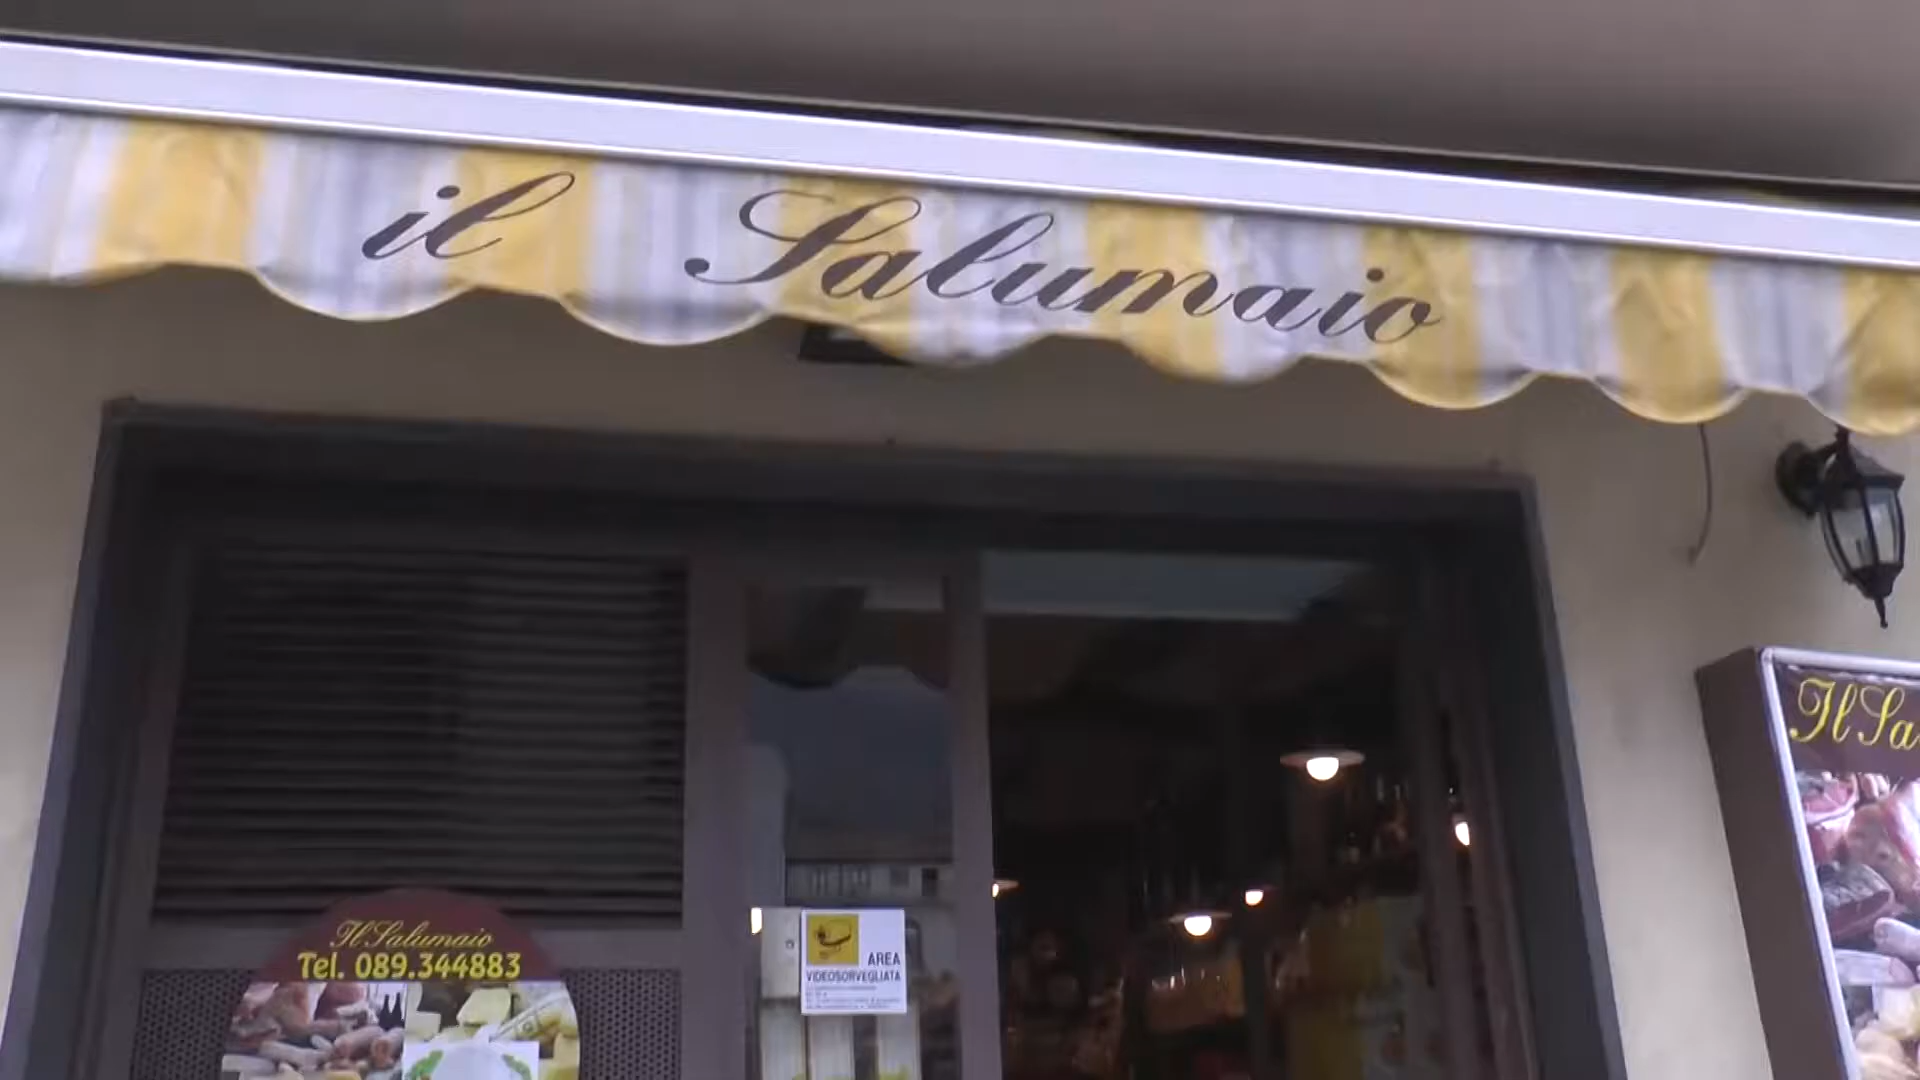 il Salumaio
Il Sa
Il Salumaio
Tel. 089.344883
AREA
VIDEOSORVEGLIATA